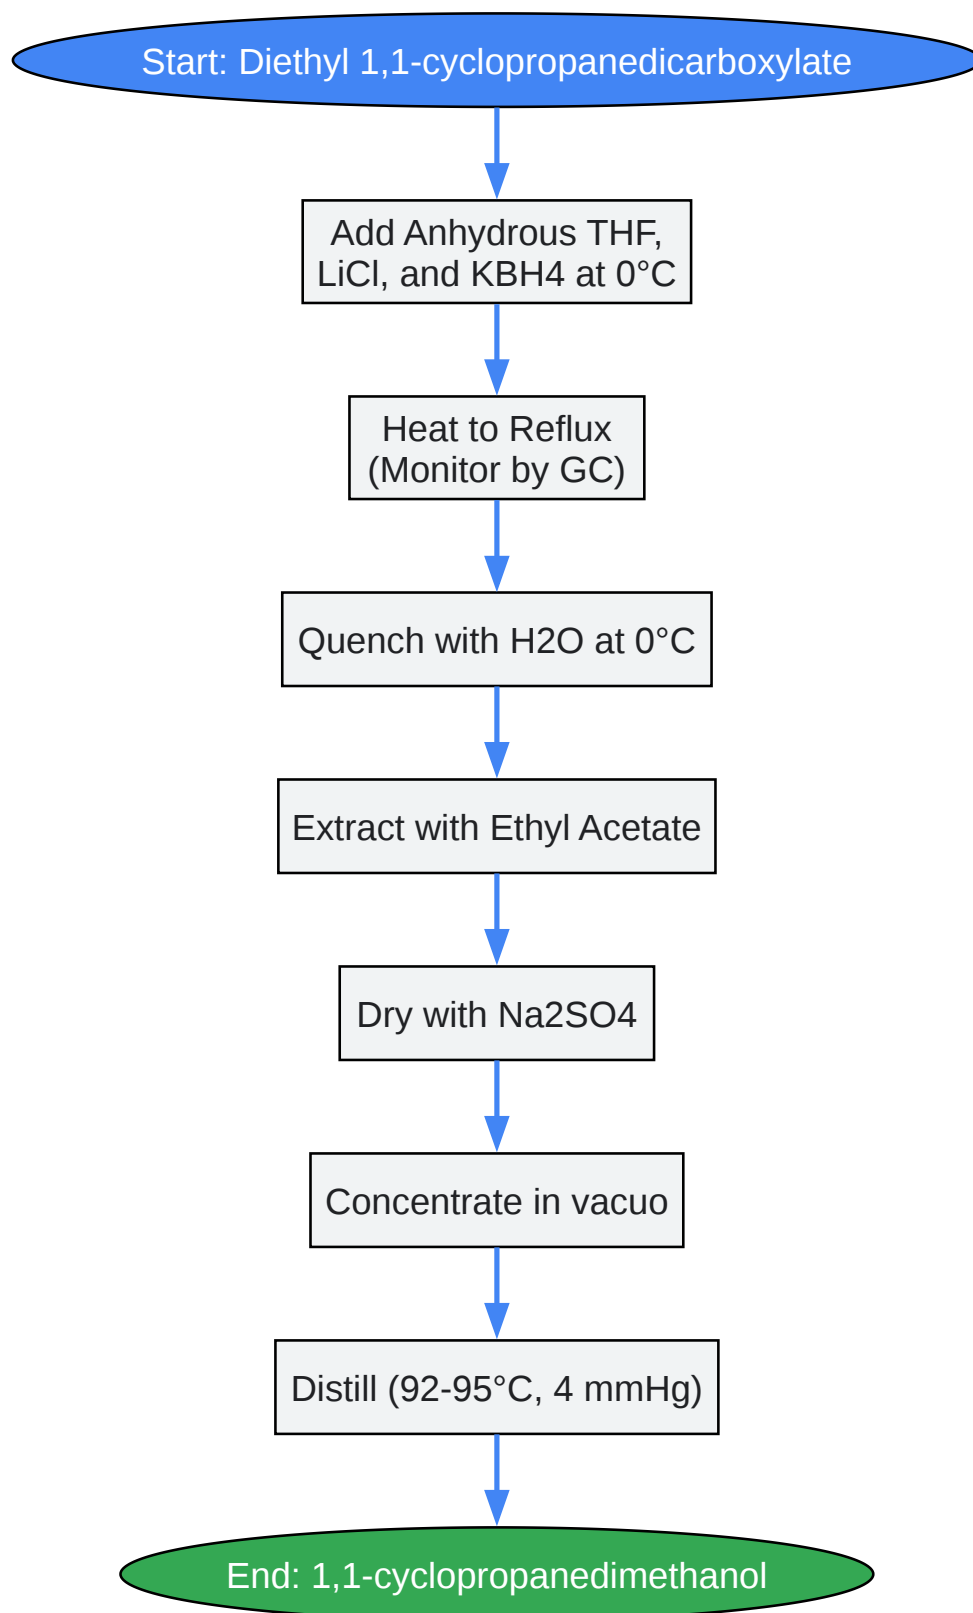 Start: Diethyl 1,1-cyclopropanedicarboxylate
Add Anhydrous THF,
LiCl, and KBH4 at 0°C
Heat to Reflux
(Monitor by GC)
Quench with H2O at 0°C
Extract with Ethyl Acetate
Dry with Na2SO4
Concentrate in vacuo
Distill (92-95°C, 4 mmHg)
End: 1,1-cyclopropanedimethanol